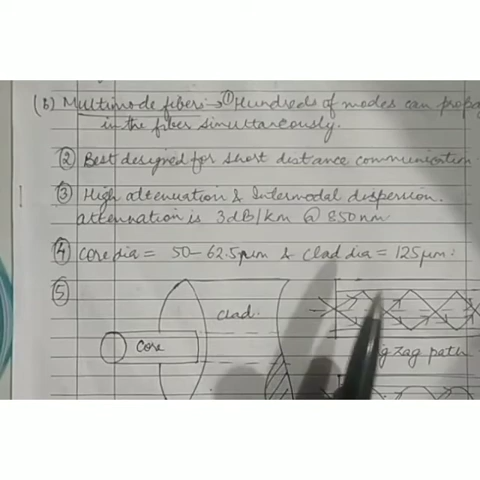 (b) Multimode fibers → ① Hundreds of modes can propa
in the fiber simultaneously.
② Best designed for short distance communication
③ High attenuation & Intermodal dispersion.
attenuation is 3dB/km @ 850nm
④ Core dia = 50-62.5μm & Clad dia = 125μm.
⑤
Clad.
Core
zag path